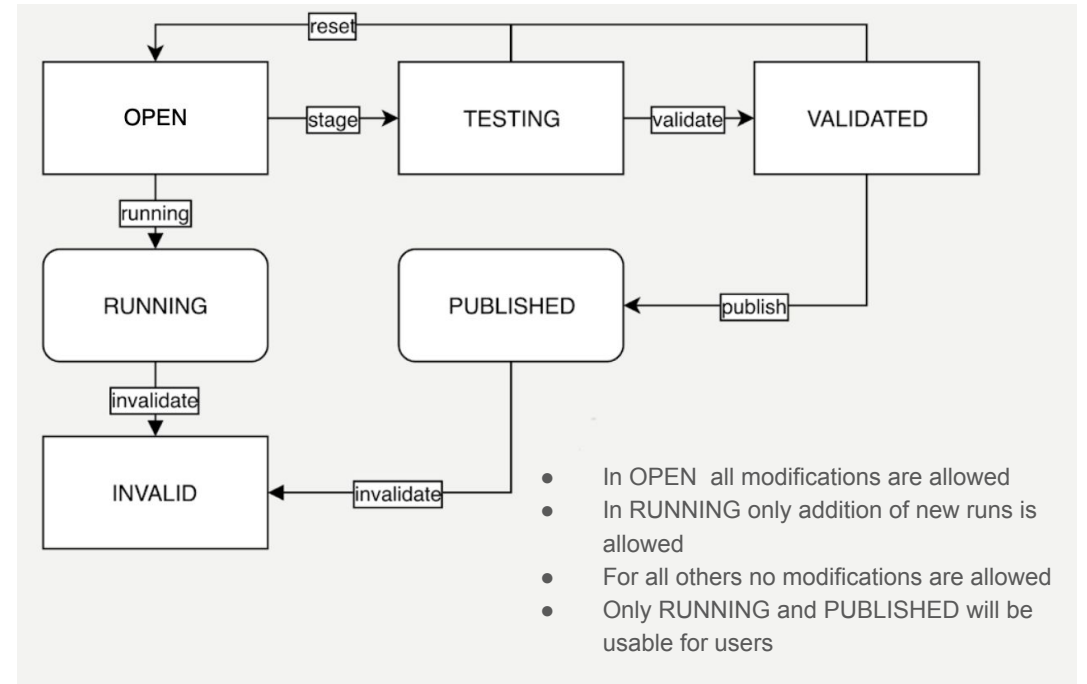 reset
OPEN
stage
TESTING
validate
VALIDATED
running
RUNNING
PUBLISHED
publish
invalidate
INVALID
invalidate
● In OPEN all modifications are allowed
● In RUNNING only addition of new runs is
allowed
● For all others no modifications are allowed
● Only RUNNING and PUBLISHED will be
usable for users